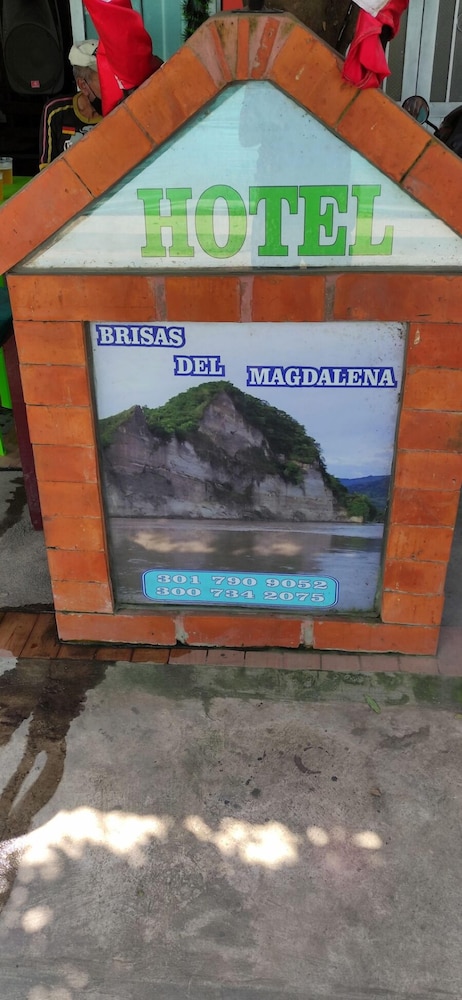 HOTEL
BRISAS
DEL MAGDALENA
301 790 9052
300 734 2075